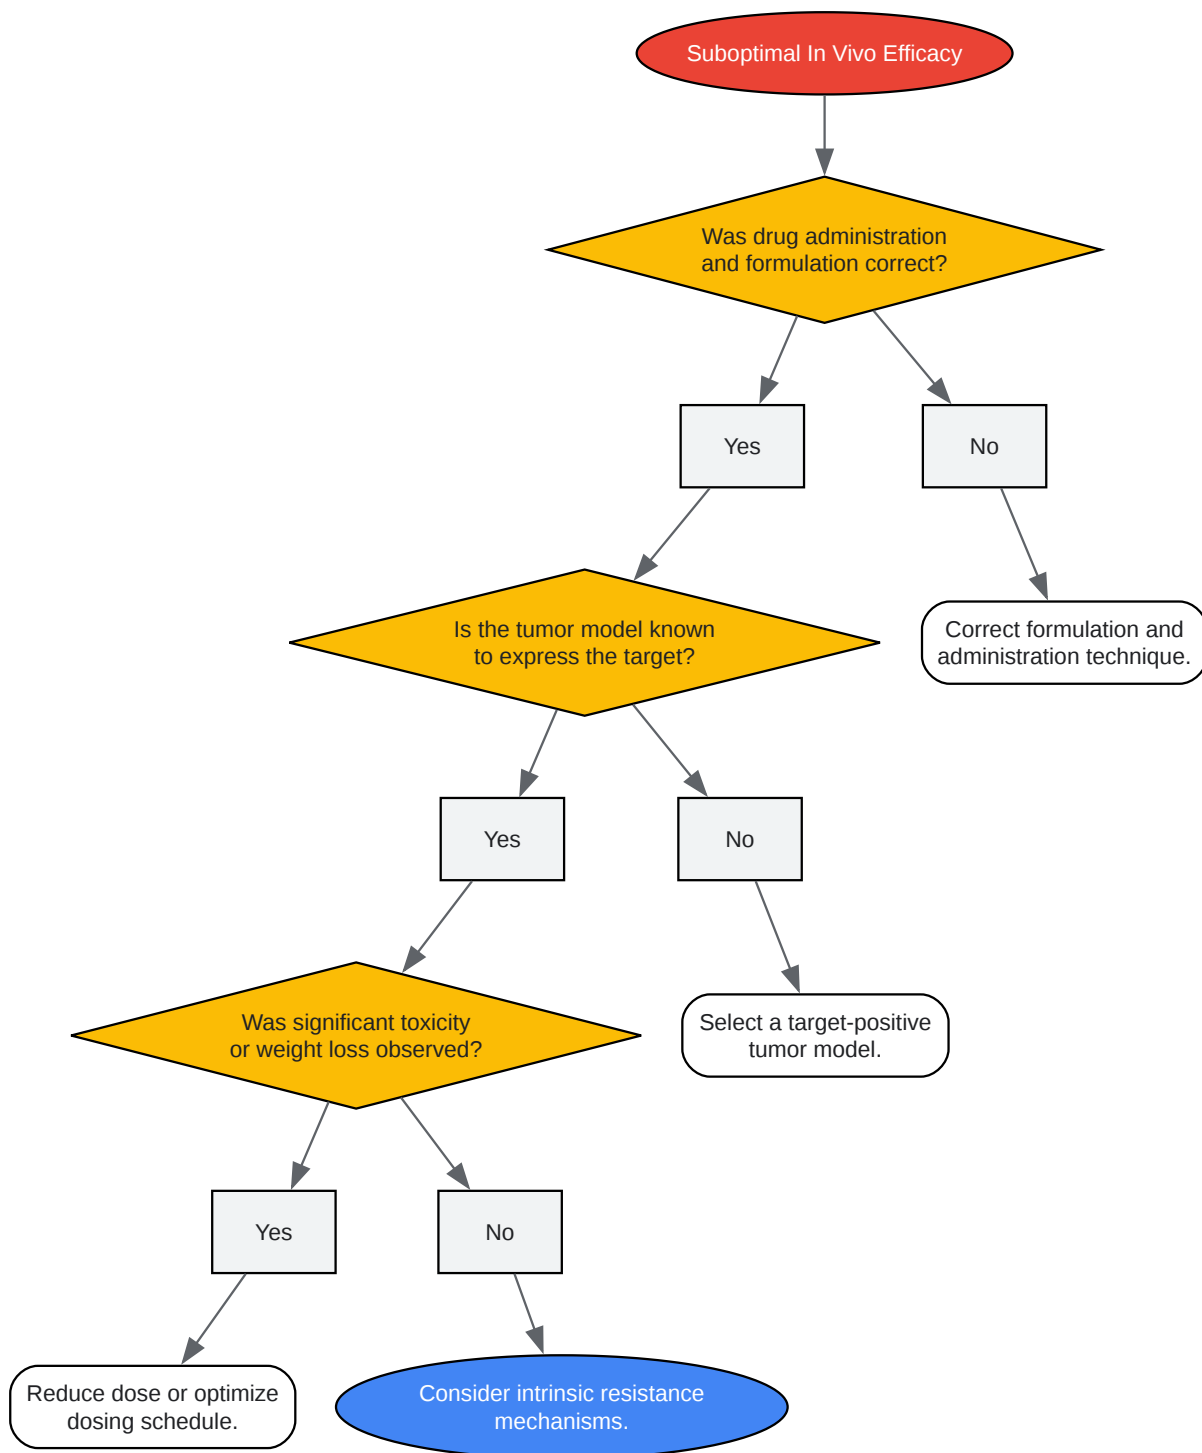 Suboptimal In Vivo Efficacy
Was drug administration
and formulation correct?
Yes
No
Is the tumor model known
to express the target?
Correct formulation and
administration technique.
Yes
No
Was significant toxicity
or weight loss observed?
Select a target-positive
tumor model.
Yes
No
Reduce dose or optimize
dosing schedule.
Consider intrinsic resistance
mechanisms.